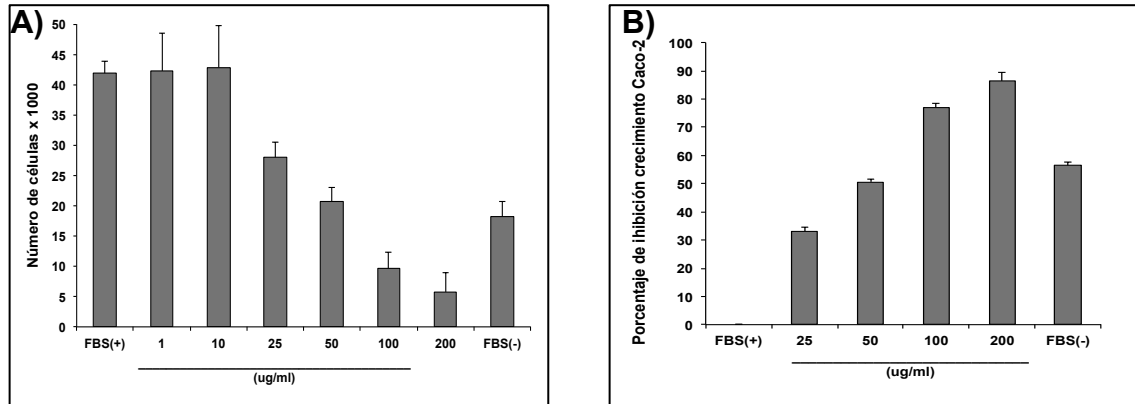 A)
Número de células x 1000
50
45
40
35
30
25
20
15
10
5
0
FBS(+) 1 10 25 50 100 200 FBS(-)
(ug/ml)
B)
Porcentaje de ihibición crecimiento Caco-2
100
90
80
70
60
50
40
30
20
10
0
FBS(+) 25 50 100 200 FBS(-)
(ug/ml)